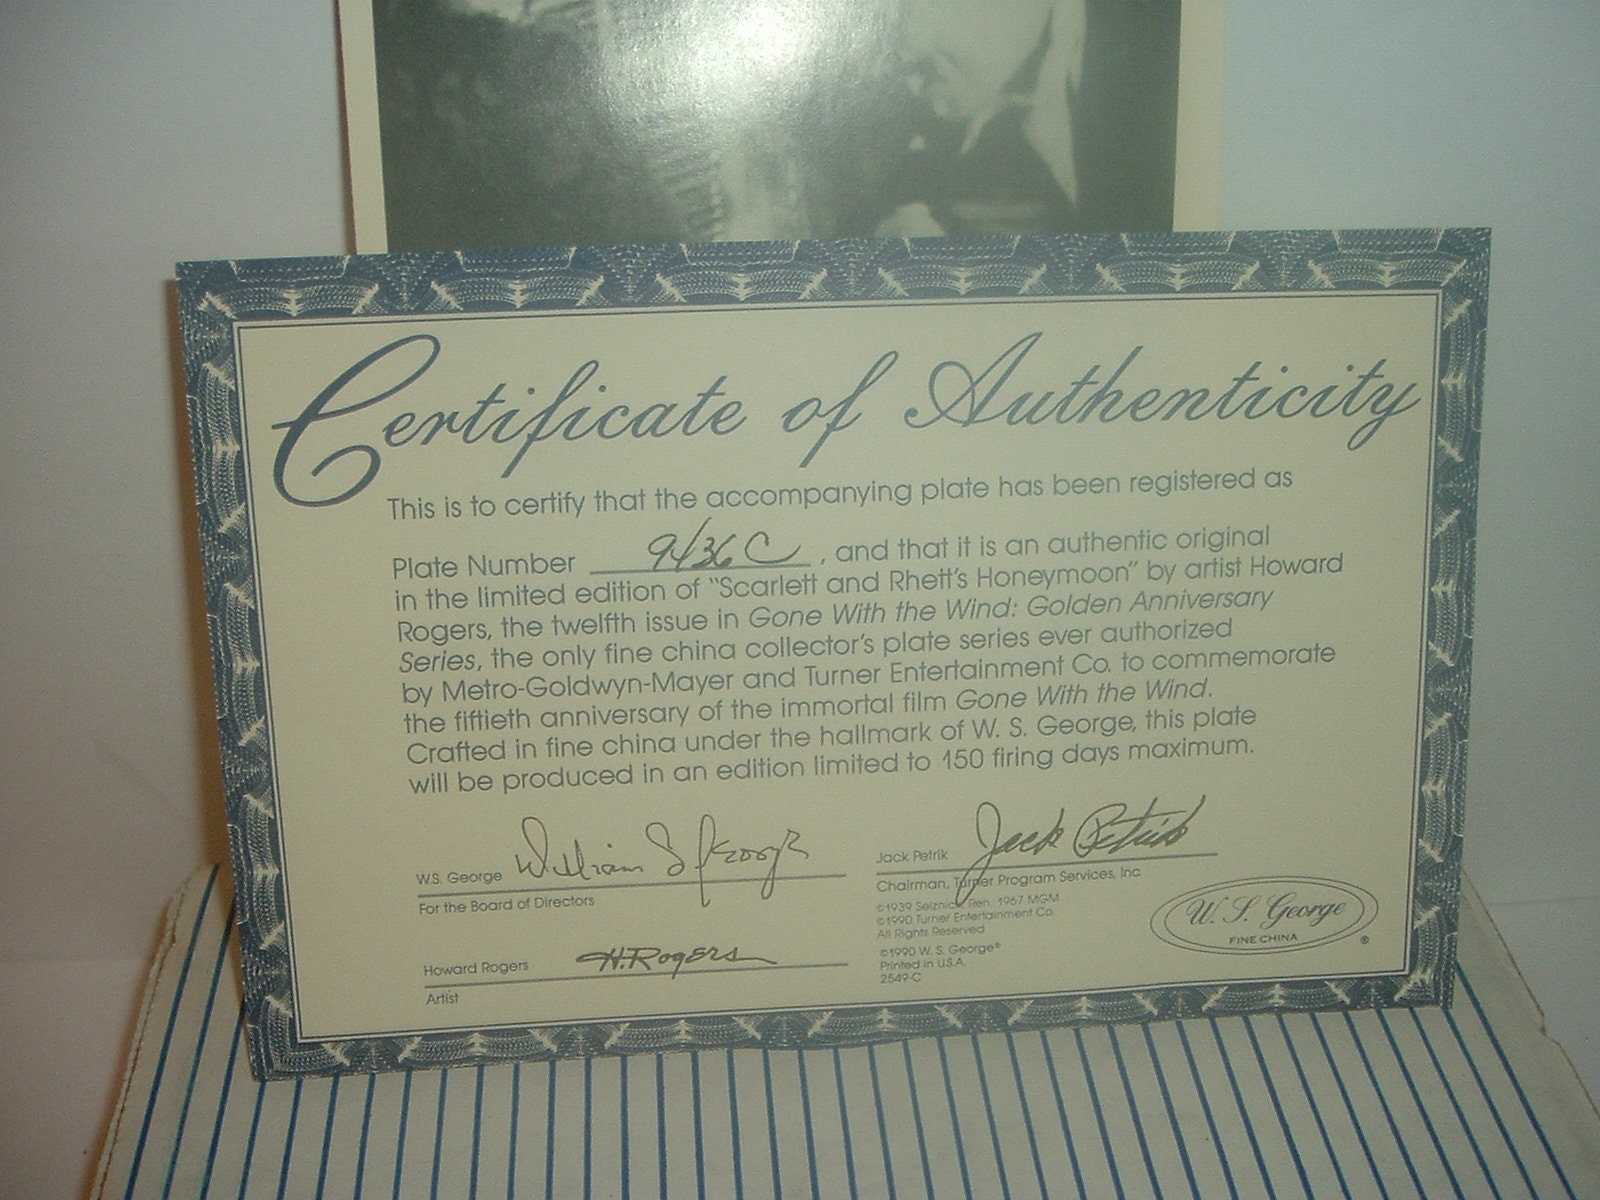 Certificate of Authenticity
This is to certify that the accompanying plate has been registered as
Plate Number 9436 C, and that it is an authentic original
in the limited edition of "Scarlett and Rhett's Honeymoon" by artist Howard
Rogers, the twelfth issue in Gone With the Wind: Golden Anniversary
Series, the only fine china collector's plate series ever authorized
by Metro-Goldwyn-Mayer and Turner Entertainment Co. to commemorate
the fiftieth anniversary of the immortal film Gone With the Wind.
Crafted in fine china under the hallmark of W. S. George, this plate
will be produced in an edition limited to 150 firing days maximum.
W.S. George William S George
For the Board of Directors
Howard Rogers H. Rogers
Artist
Jack Petrik Jack Petrik
Chairman, Turner Program Services, Inc.
©1939 Selznick, Ren. 1967 MGM
©1990 Turner Entertainment Co.
All Rights Reserved
©1990 W. S. George®
Printed in U.S.A.
2549-C
W. S. George
FINE CHINA ®